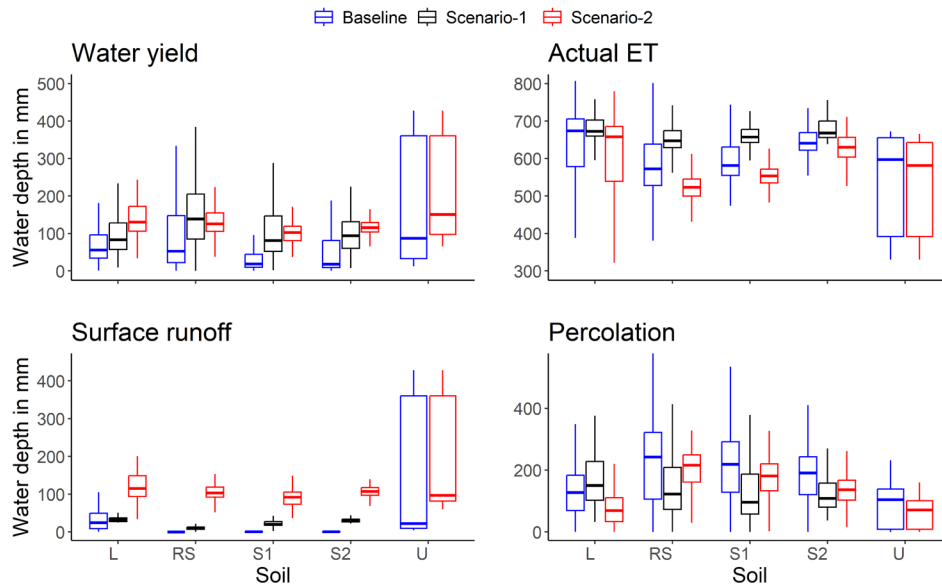 Baseline Scenario-1 Scenario-2
Water yield
Actual ET
Water depth in mm
500
400
300
200
100
0
800
700
600
500
400
300
Surface runoff
Percolation
Water depth in mm
400
300
200
100
0
400
200
0
L RS S1 S2 U
L RS S1 S2 U
Soil
Soil